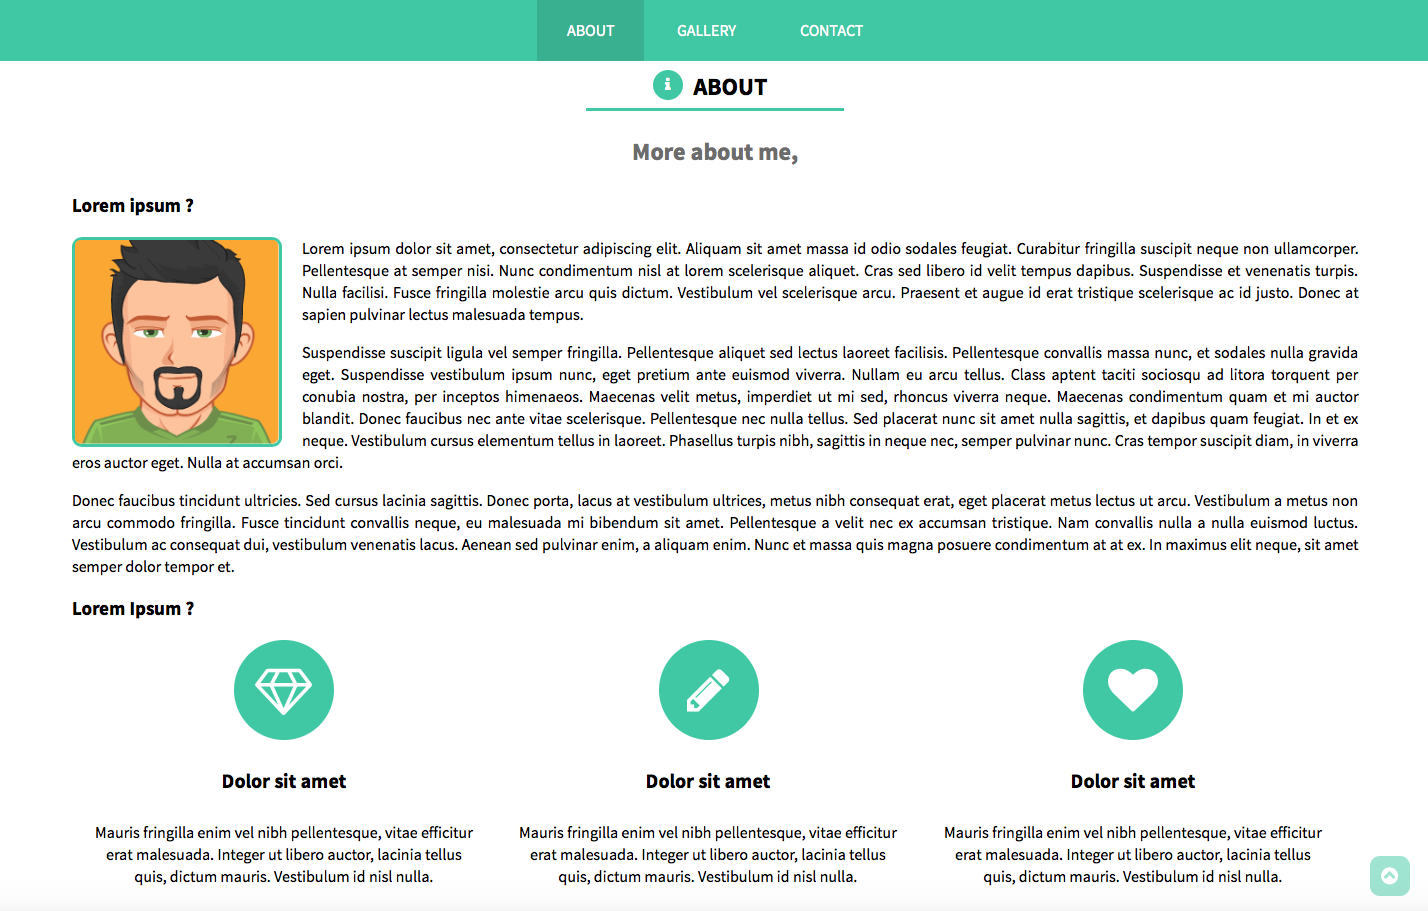 ABOUT GALLERY CONTACT
ABOUT
More about me,
Lorem ipsum ?
Lorem ipsum dolor sit amet, consectetur adipiscing elit. Aliquam sit amet massa id odio sodales feugiat. Curabitur fringilla suscipit neque non ullamcorper.
Pellentesque at semper nisi. Nunc condimentum nisl at lorem scelerisque aliquet. Cras sed libero id velit tempus dapibus. Suspendisse et venenatis turpis.
Nulla facilisi. Fusce fringilla molestie arcu quis dictum. Vestibulum vel scelerisque arcu. Praesent et augue id erat tristique scelerisque ac id justo. Donec at
sapien pulvinar lectus malesuada tempus.
Suspendisse suscipit ligula vel semper fringilla. Pellentesque aliquet sed lectus laoreet facilisis. Pellentesque convallis massa nunc, et sodales nulla gravida
eget. Suspendisse vestibulum ipsum nunc, eget pretium ante euismod viverra. Nullam eu arcu tellus. Class aptent taciti sociosqu ad litora torquent per
conubia nostra, per inceptos himenaeos. Maecenas velit metus, imperdiet ut mi sed, rhoncus viverra neque. Maecenas condimentum quam et mi auctor
blandit. Donec faucibus nec ante vitae scelerisque. Pellentesque nec nulla tellus. Sed placerat nunc sit amet nulla sagittis, et dapibus quam feugiat. In et ex
neque. Vestibulum cursus elementum tellus in laoreet. Phasellus turpis nibh, sagittis in neque nec, semper pulvinar nunc. Cras tempor suscipit diam, in viverra
eros auctor eget. Nulla at accumsan orci.
Donec faucibus tincidunt ultricies. Sed cursus lacinia sagittis. Donec porta, lacus at vestibulum ultrices, metus nibh consequat erat, eget placerat metus lectus ut arcu. Vestibulum a metus non
arcu commodo fringilla. Fusce tincidunt convallis neque, eu malesuada mi bibendum sit amet. Pellentesque a velit nec ex accumsan tristique. Nam convallis nulla a nulla euismod luctus.
Vestibulum ac consequat dui, vestibulum venenatis lacus. Aenean sed pulvinar enim, a aliquam enim. Nunc et massa quis magna posuere condimentum at at ex. In maximus elit neque, sit amet
semper dolor tempor et.
Lorem Ipsum ?
Dolor sit amet
Mauris fringilla enim vel nibh pellentesque, vitae efficitur
erat malesuada. Integer ut libero auctor, lacinia tellus
quis, dictum mauris. Vestibulum id nisl nulla.
Dolor sit amet
Mauris fringilla enim vel nibh pellentesque, vitae efficitur
erat malesuada. Integer ut libero auctor, lacinia tellus
quis, dictum mauris. Vestibulum id nisl nulla.
Dolor sit amet
Mauris fringilla enim vel nibh pellentesque, vitae efficitur
erat malesuada. Integer ut libero auctor, lacinia tellus
quis, dictum mauris. Vestibulum id nisl nulla.